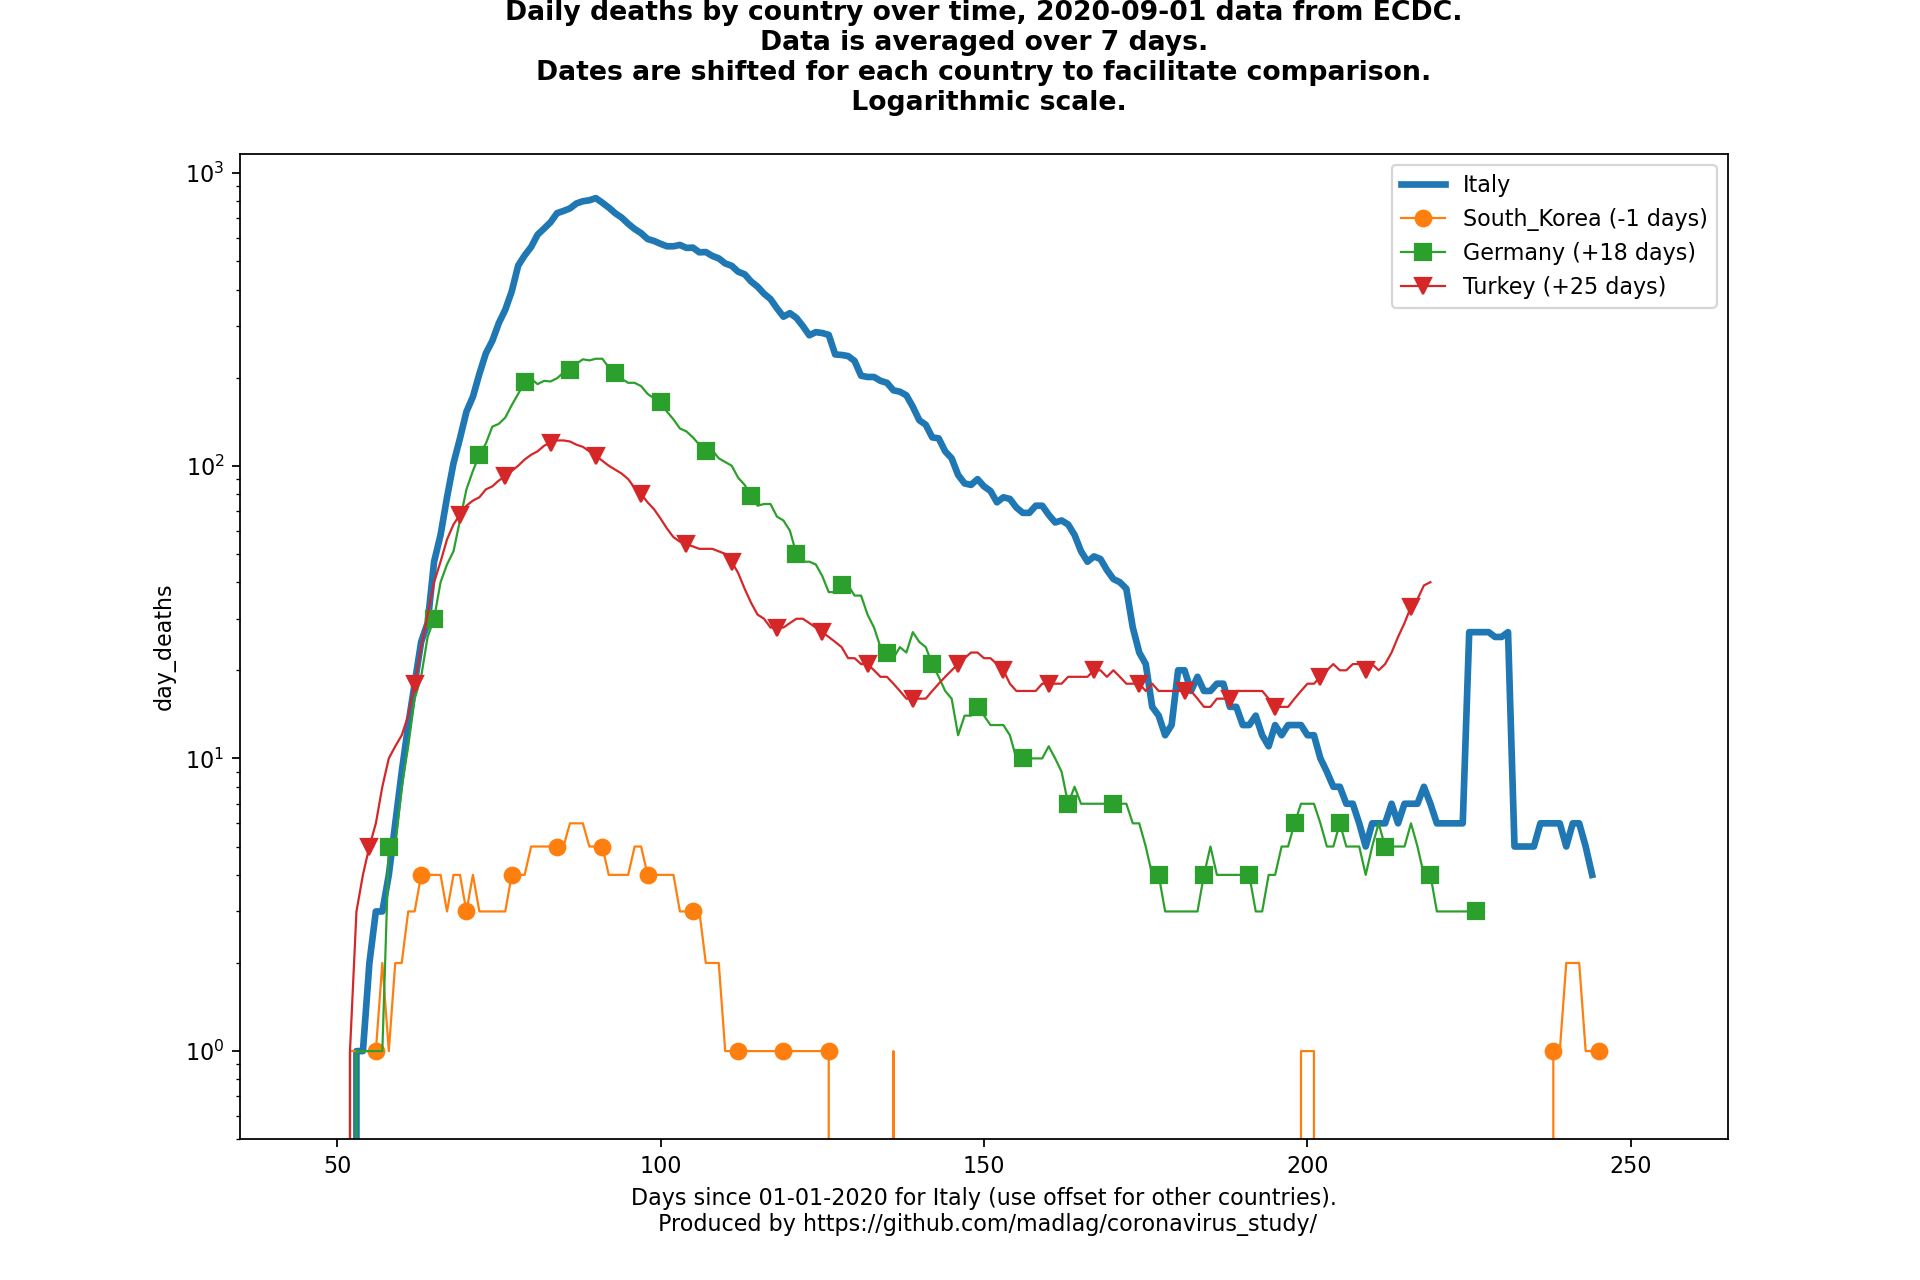 Daily deaths by country over time, 2020-09-01 data from ECDC.
Data is averaged over 7 days.
Dates are shifted for each country to facilitate comparison.
Logarithmic scale.
10³
10²
10¹
10⁰
day_deaths
Italy
South_Korea (-1 days)
Germany (+18 days)
Turkey (+25 days)
50 100 150 200 250
Days since 01-01-2020 for Italy (use offset for other countries).
Produced by https://github.com/madlag/coronavirus_study/